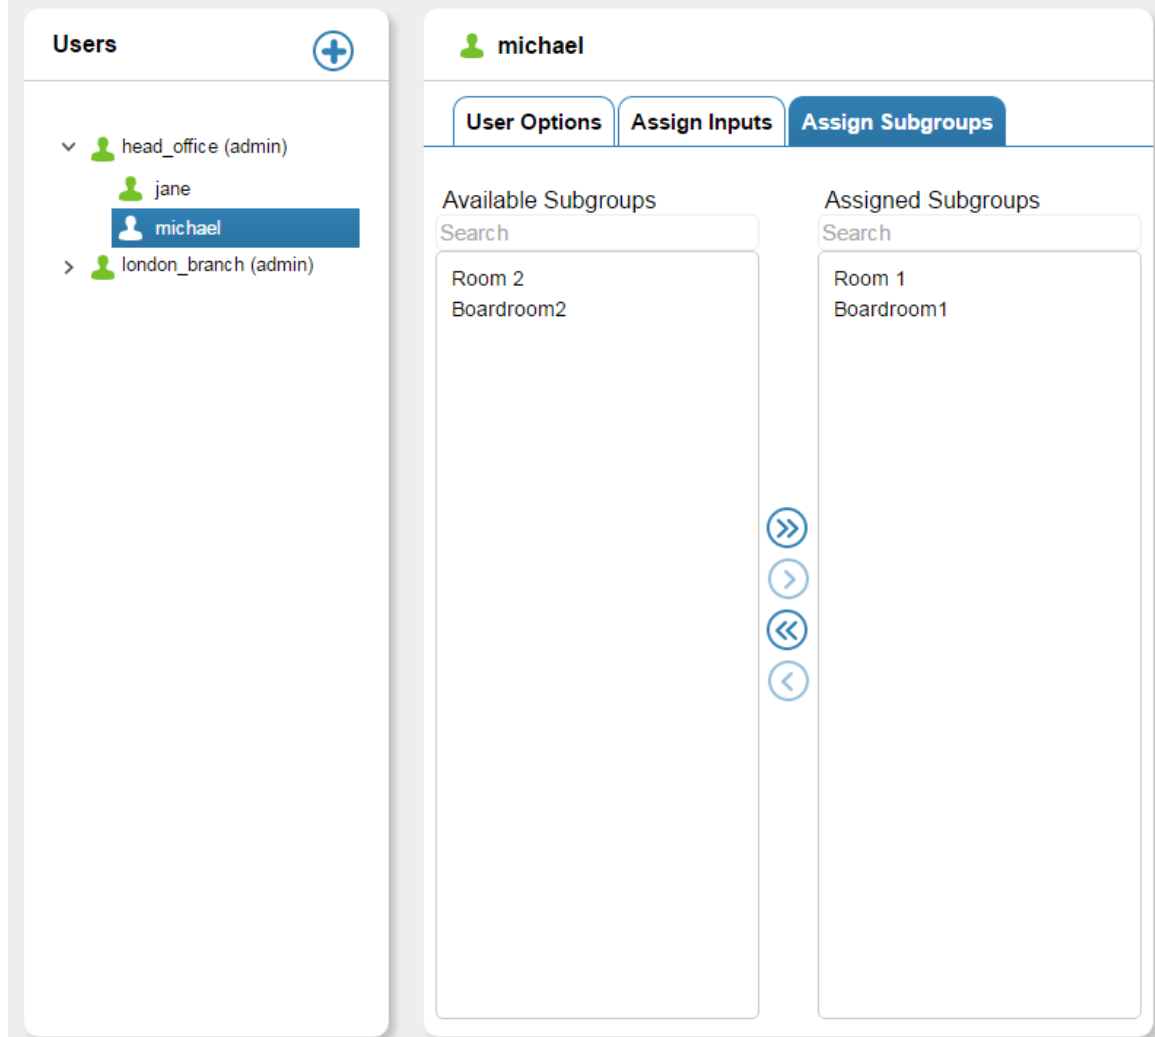 Users
head_office (admin)
jane
michael
london_branch (admin)
michael
User Options
Assign Inputs
Assign Subgroups
Available Subgroups
Search
Room 2
Boardroom2
Assigned Subgroups
Search
Room 1
Boardroom1